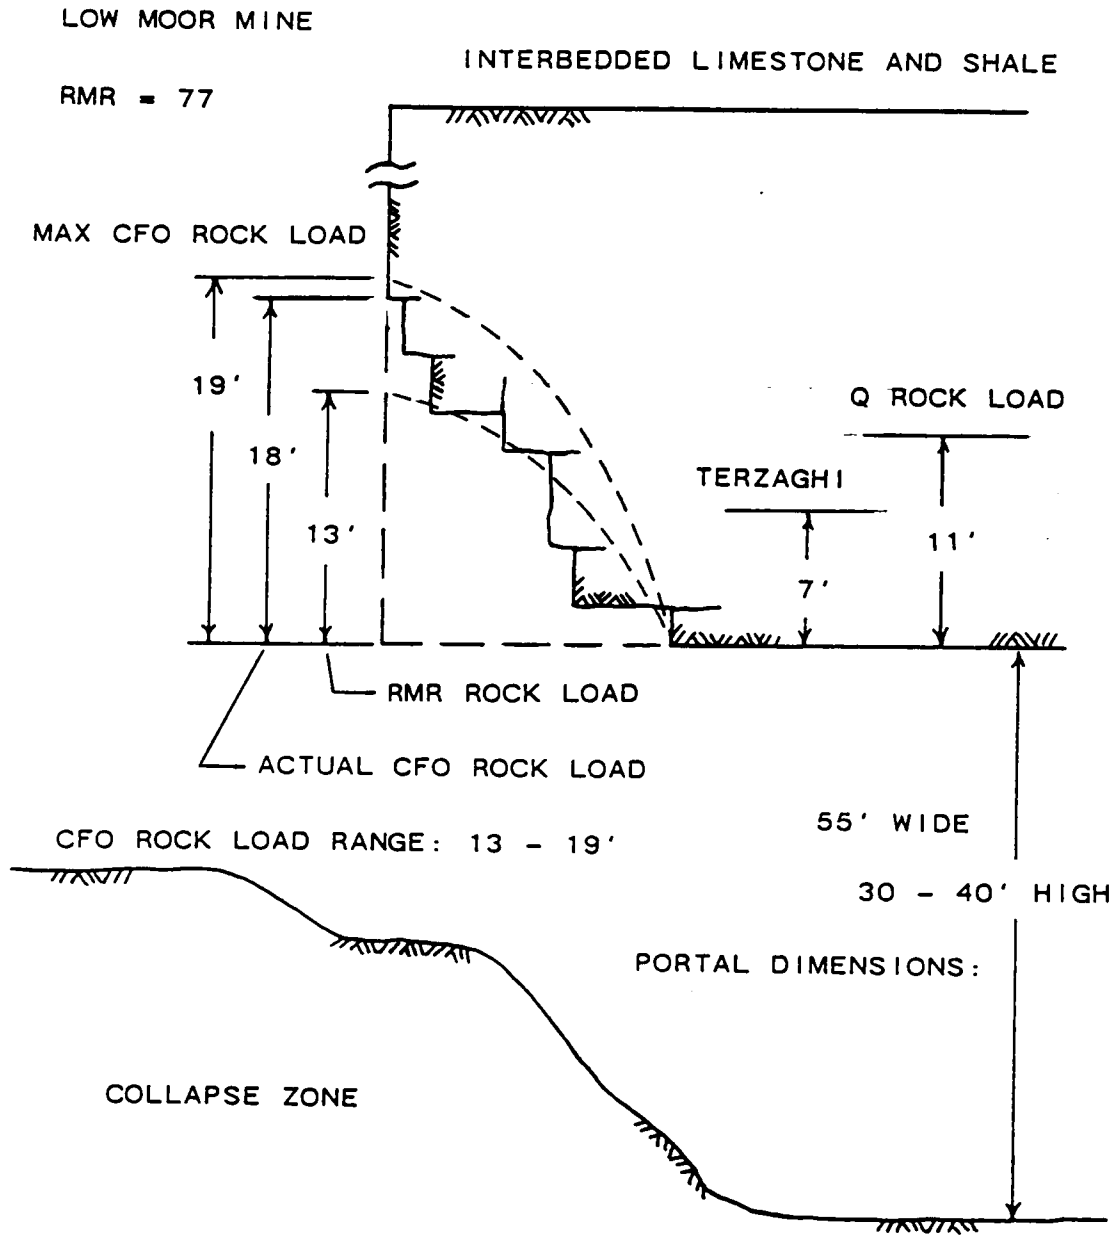 LOW MOOR MINE
INTERBEDDED LIMESTONE AND SHALE
RMR = 77
MAX CFO ROCK LOAD
19'
Q ROCK LOAD
18'
TERZAGHI
13'
11'
7'
RMR ROCK LOAD
ACTUAL CFO ROCK LOAD
55' WIDE
CFO ROCK LOAD RANGE: 13 - 19'
30 - 40' HIGH
PORTAL DIMENSIONS:
COLLAPSE ZONE